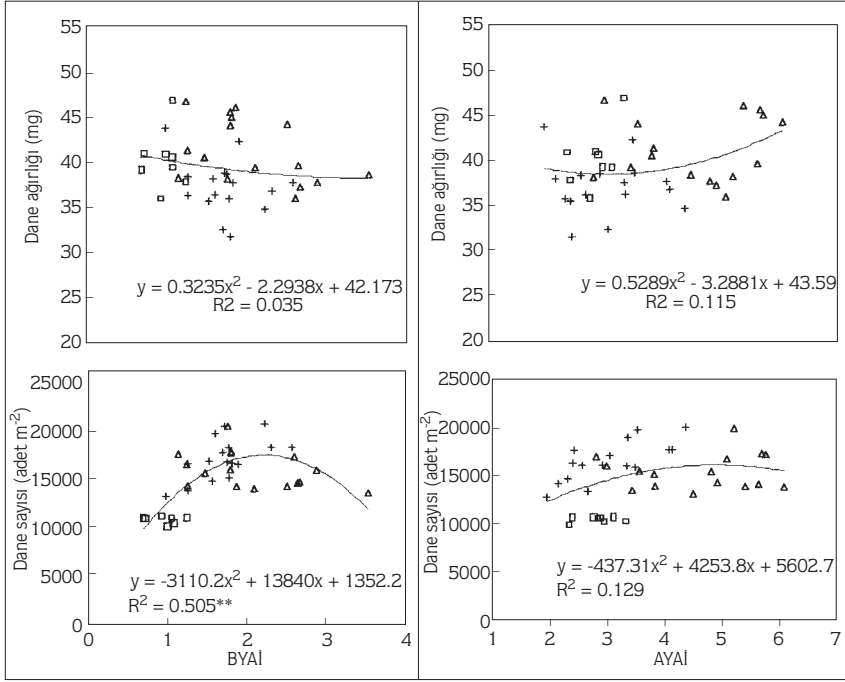 55
50
45
40
35
30
25
20
Dane ağırlığı (mg)
y = 0.3235x² - 2.2938x + 42.173
R2 = 0.035
55
50
45
40
35
30
25
20
Dane ağırlığı (mg)
y = 0.5289x² - 3.2881x + 43.59
R2 = 0.115
25000
20000
15000
10000
5000
0
Dane sayısı (adet m⁻²)
y = -3110.2x² + 13840x + 1352.2
R² = 0.505**
0 1 2 3 4
BYAİ
25000
20000
15000
10000
5000
0
Dane sayısı (adet m⁻²)
y = -437.31x² + 4253.8x + 5602.7
R² = 0.129
1 2 3 4 5 6 7
AYAİ